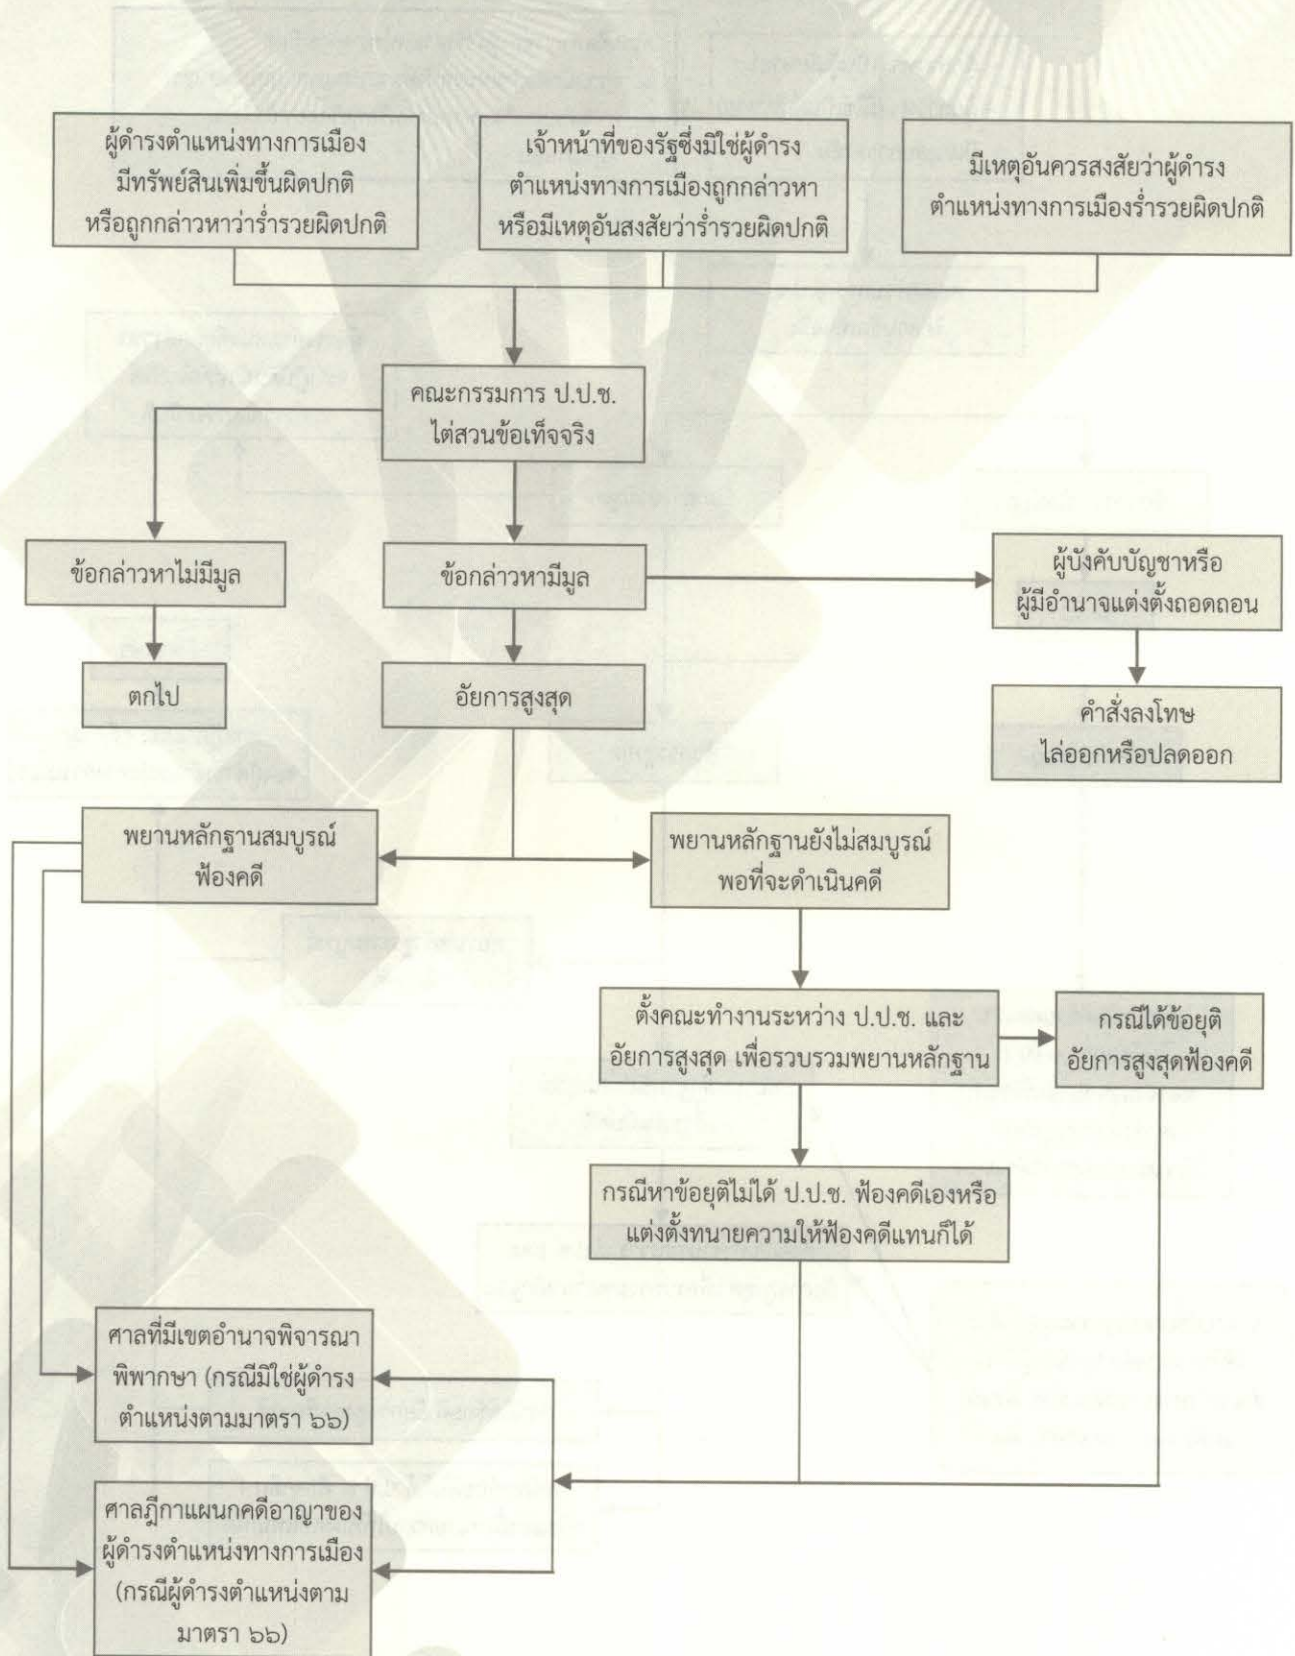 ผู้ดำรงตำแหน่งทางการเมือง
มีทรัพย์สินเพิ่มขึ้นผิดปกติ
หรือถูกกล่าวหาว่าร่ำรวยผิดปกติ
เจ้าหน้าที่ของรัฐซึ่งมิใช่ผู้ดำรง
ตำแหน่งทางการเมืองถูกกล่าวหา
หรือมีเหตุอันสงสัยว่าร่ำรวยผิดปกติ
มีเหตุอันควรสงสัยว่าผู้ดำรง
ตำแหน่งทางการเมืองร่ำรวยผิดปกติ
คณะกรรมการ ป.ป.ช.
ไต่สวนข้อเท็จจริง
ข้อกล่าวหาไม่มีมูล
ข้อกล่าวหามีมูล
ผู้บังคับบัญชาหรือ
ผู้มีอำนาจแต่งตั้งถอดถอน
ตกไป
อัยการสูงสุด
คำสั่งลงโทษ
ไล่ออกหรือปลดออก
พยานหลักฐานสมบูรณ์
ฟ้องคดี
พยานหลักฐานยังไม่สมบูรณ์
พอที่จะดำเนินคดี
ตั้งคณะทำงานระหว่าง ป.ป.ช. และ
อัยการสูงสุด เพื่อรวบรวมพยานหลักฐาน
กรณีได้ข้อยุติ
อัยการสูงสุดฟ้องคดี
กรณีหาข้อยุติไม่ได้ ป.ป.ช. ฟ้องคดีเองหรือ
แต่งตั้งทนายความให้ฟ้องคดีแทนก็ได้
ศาลที่มีเขตอำนาจพิจารณา
พิพากษา (กรณีมิใช่ผู้ดำรง
ตำแหน่งตามมาตรา ๖๖)
ศาลฎีกาแผนกคดีอาญาของ
ผู้ดำรงตำแหน่งทางการเมือง
(กรณีผู้ดำรงตำแหน่งตาม
มาตรา ๖๖)